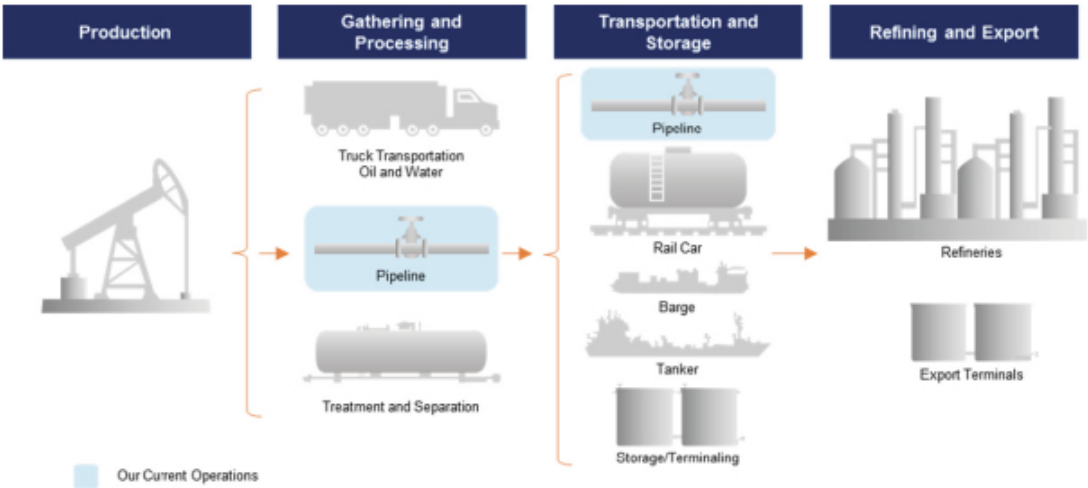 Production
Gathering and
Processing
Transportation and
Storage
Refining and Export
Truck Transportation
Oil and Water
Pipeline
Treatment and Separation
Pipeline
Rail Car
Barge
Tanker
Storage/Terminaling
Refineries
Export Terminals
Our Current Operations